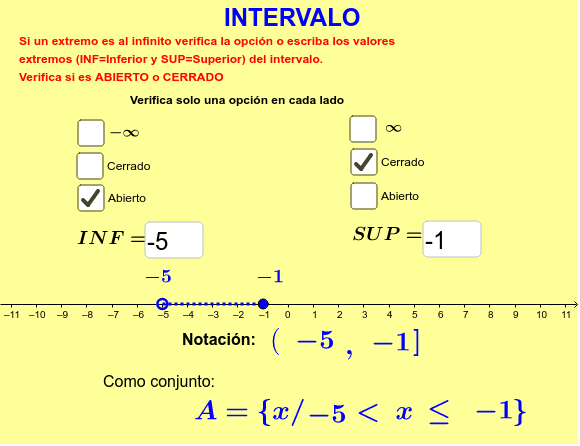 INTERVALO
Si un extremo es al infinito verifica la opción o escriba los valores
extremos (INF=Inferior y SUP=Superior) del intervalo.
Verifica si es ABIERTO o CERRADO
Verifica solo una opción en cada lado
−∞ ∞
Cerrado Cerrado
Abierto Abierto
INF = -5 SUP = -1
−5 −1
–11 –10 –9 –8 –7 –6 –5 –4 –3 –2 –1 0 1 2 3 4 5 6 7 8 9 10 11
Notación: ( −5 , −1]
Como conjunto:
A = {x/ −5 < x ≤ −1}